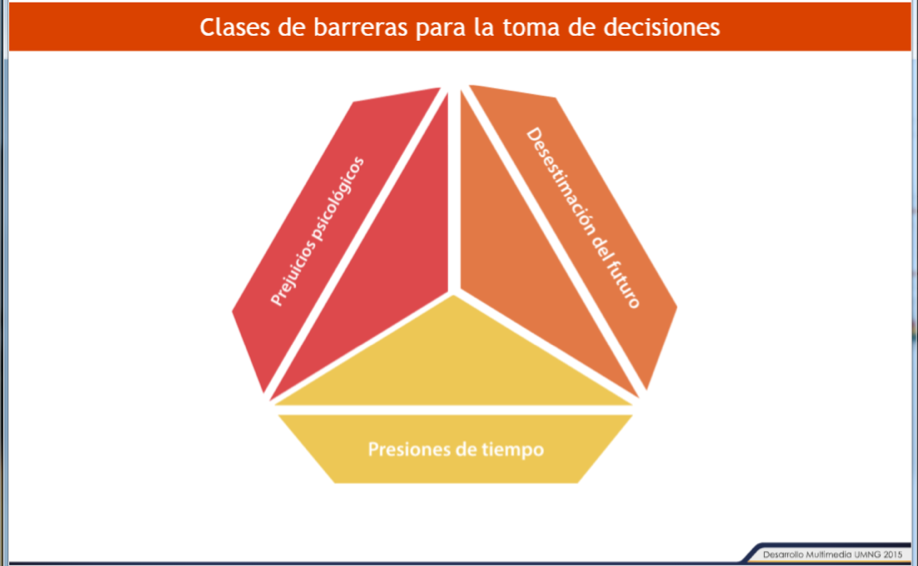 Clases de barreras para la toma de decisiones
Prejuicios psicológicos
Desestimación del futuro
Presiones de tiempo
Desarrollo Multimedia UMNG 2015